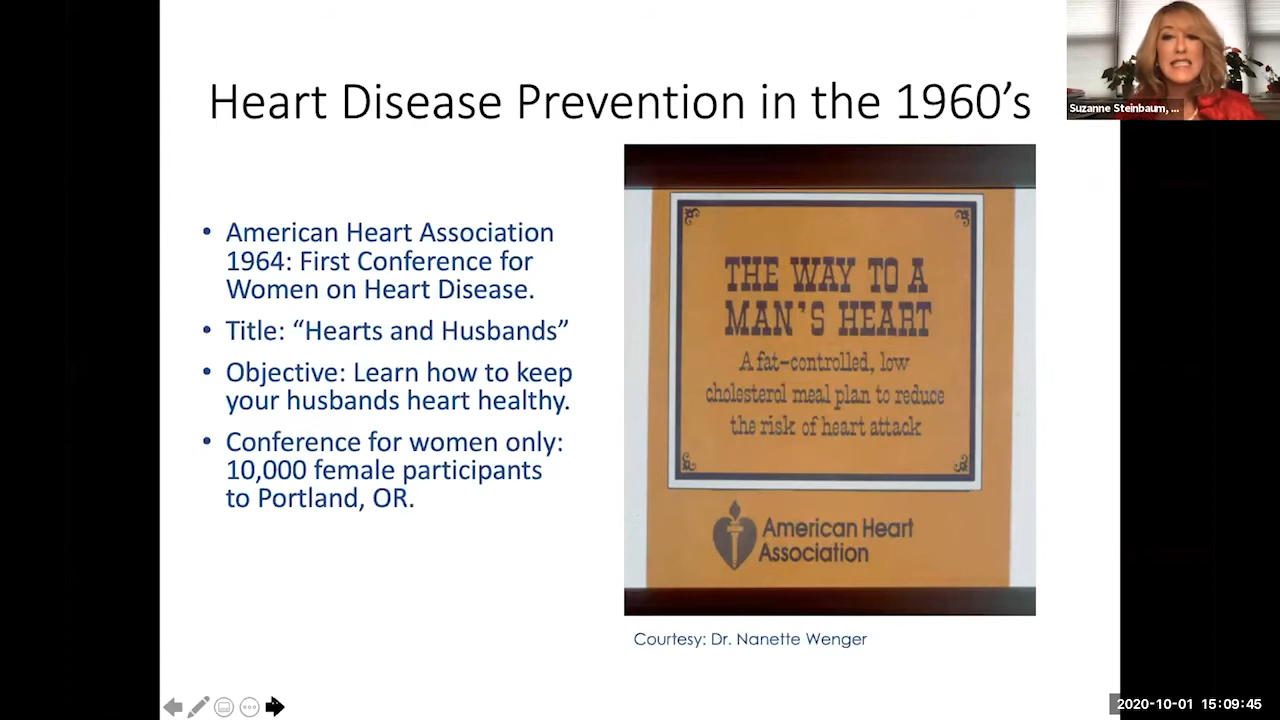 Heart Disease Prevention in the 1960’s
Suzanne Steinbaum, ...
• American Heart Association
1964: First Conference for
Women on Heart Disease.
• Title: “Hearts and Husbands”
• Objective: Learn how to keep
your husbands heart healthy.
• Conference for women only:
10,000 female participants
to Portland, OR.
THE WAY TO A
MAN'S HEART
A fat-controlled, low
cholesterol meal plan to reduce
the risk of heart attack
American Heart
Association
Courtesy: Dr. Nanette Wenger
2020-10-01 15:09:45